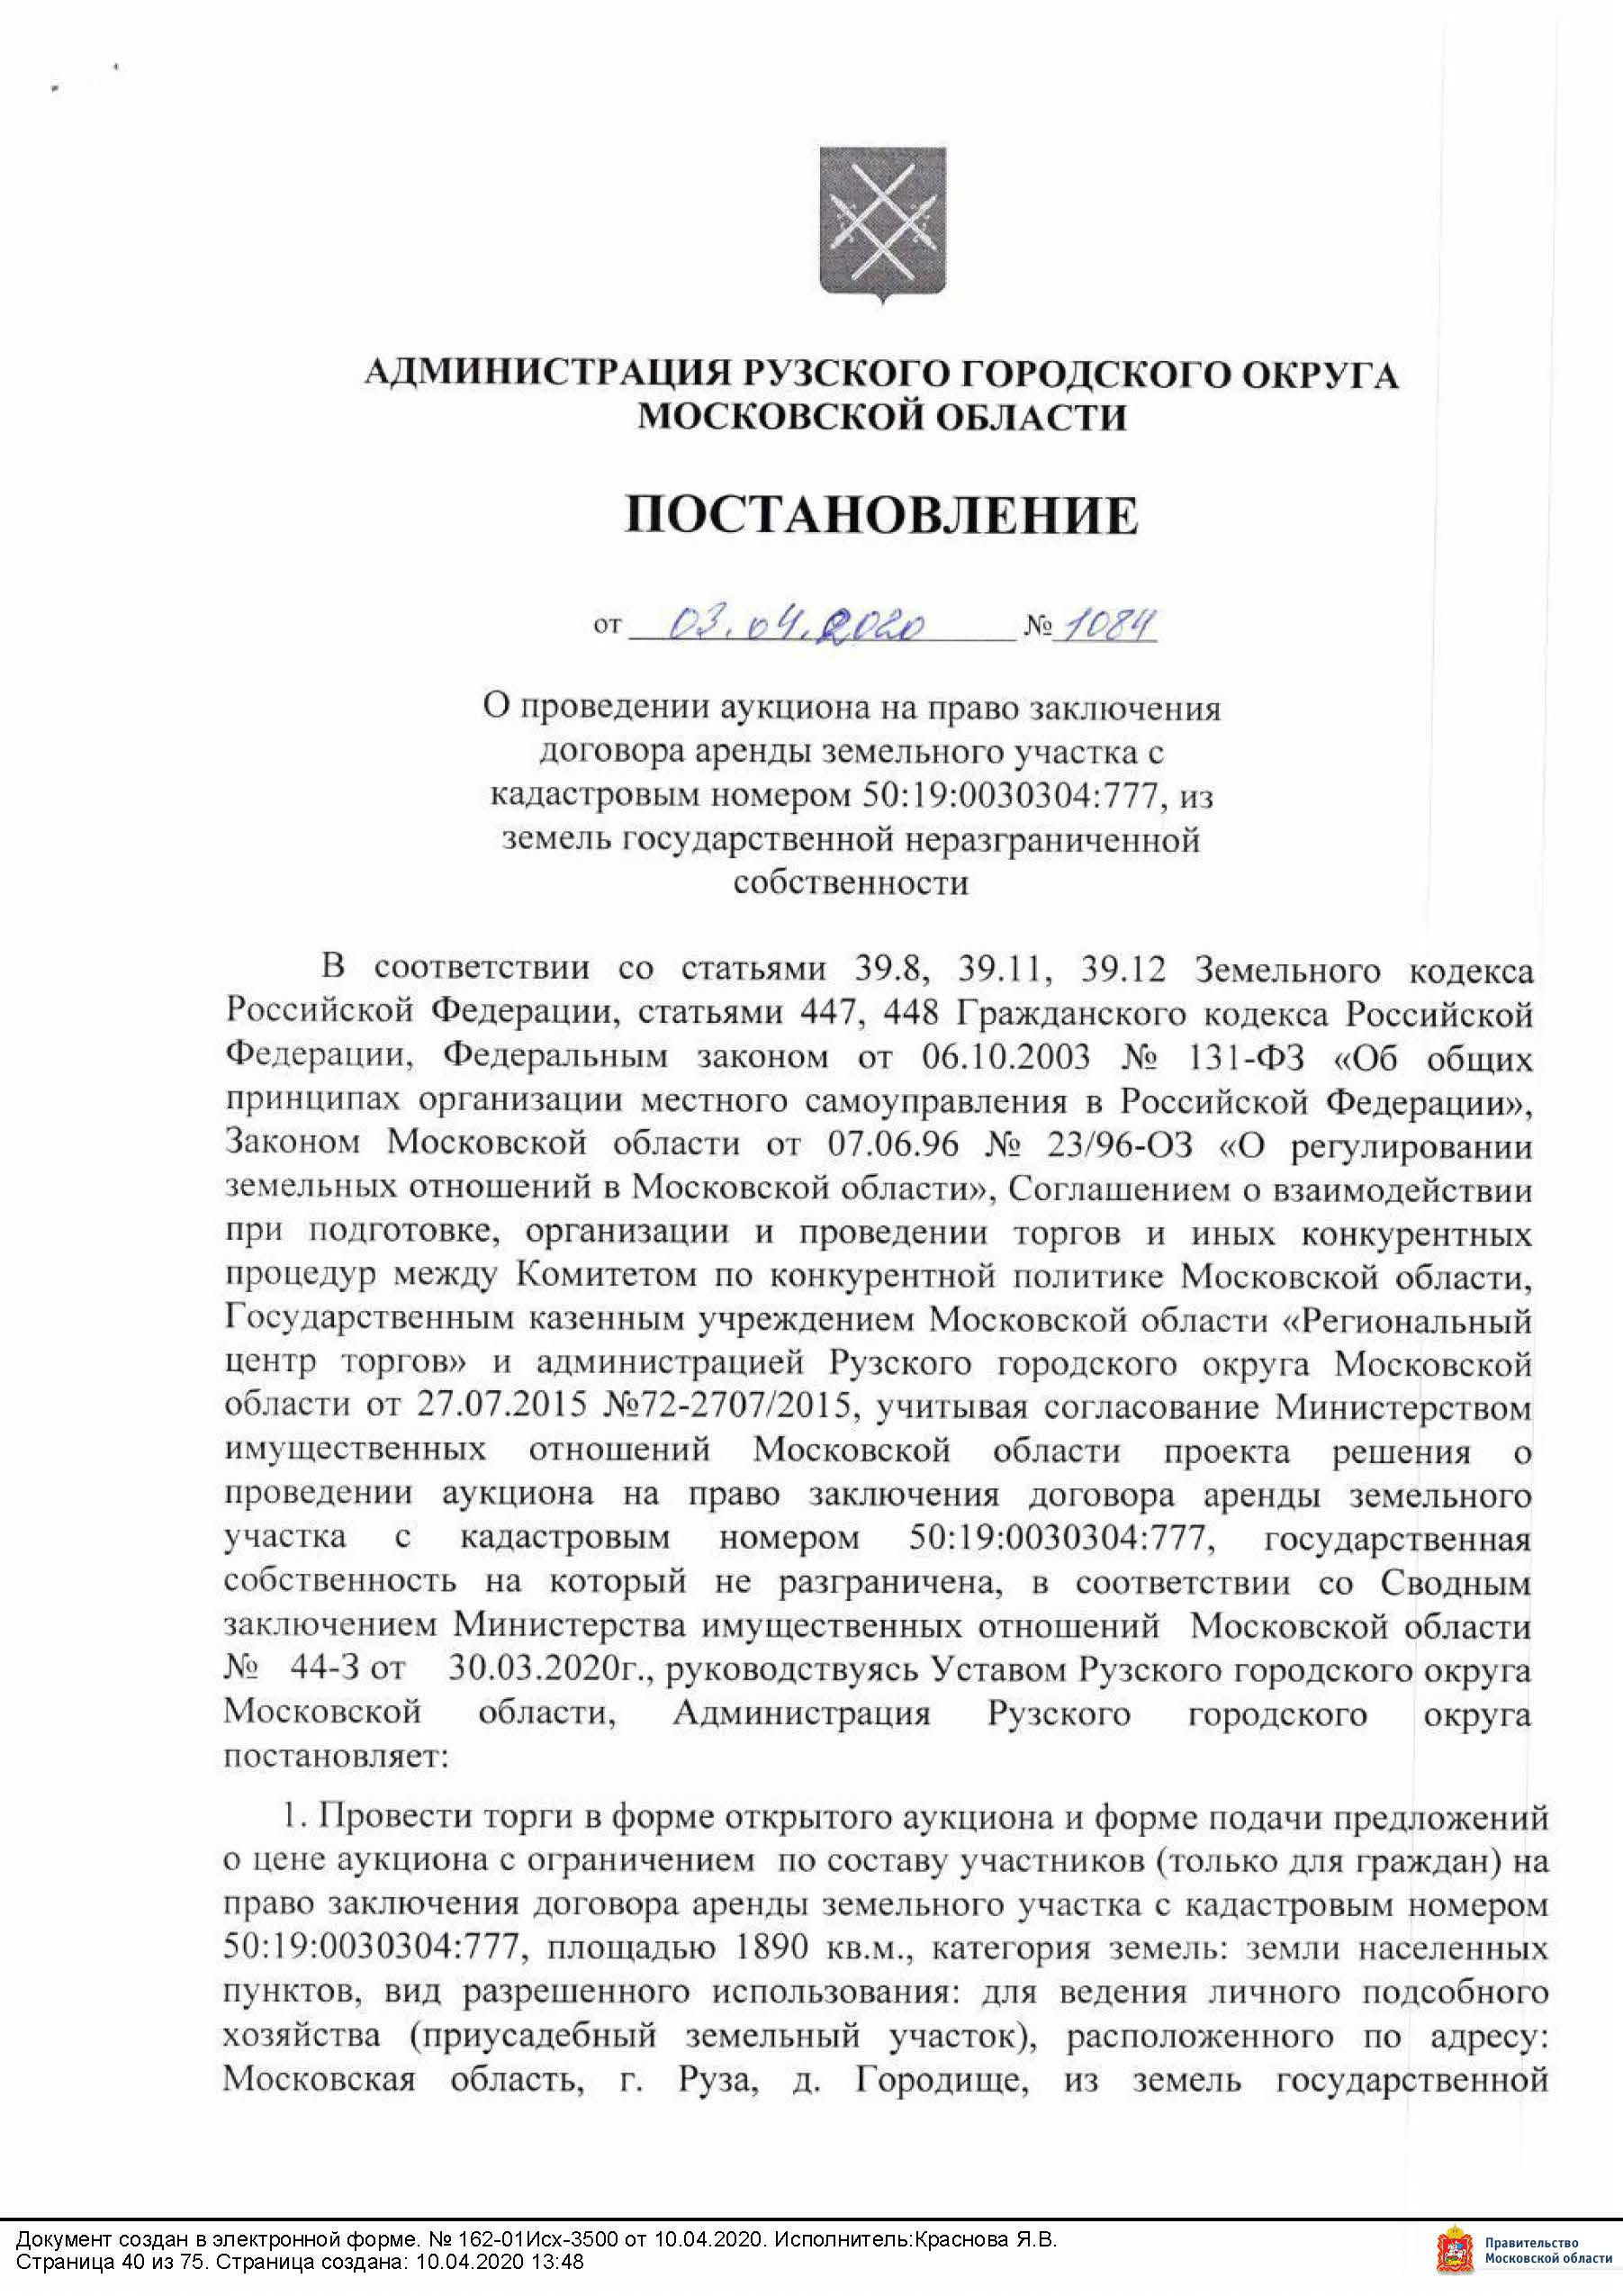 АДМИНИСТРАЦИЯ РУЗСКОГО ГОРОДСКОГО ОКРУГА
МОСКОВСКОЙ ОБЛАСТИ
ПОСТАНОВЛЕНИЕ
от 03.04.2020 № 1084
О проведении аукциона на право заключения
договора аренды земельного участка с
кадастровым номером 50:19:0030304:777, из
земель государственной неразграниченной
собственности
В соответствии со статьями 39.8, 39.11, 39.12 Земельного кодекса
Российской Федерации, статьями 447, 448 Гражданского кодекса Российской
Федерации, Федеральным законом от 06.10.2003 № 131-ФЗ «Об общих
принципах организации местного самоуправления в Российской Федерации»,
Законом Московской области от 07.06.96 № 23/96-ОЗ «О регулировании
земельных отношений в Московской области», Соглашением о взаимодействии
при подготовке, организации и проведении торгов и иных конкурентных
процедур между Комитетом по конкурентной политике Московской области,
Государственным казенным учреждением Московской области «Региональный
центр торгов» и администрацией Рузского городского округа Московской
области от 27.07.2015 №72-2707/2015, учитывая согласование Министерством
имущественных отношений Московской области проекта решения о
проведении аукциона на право заключения договора аренды земельного
участка с кадастровым номером 50:19:0030304:777, государственная
собственность на который не разграничена, в соответствии со Сводным
заключением Министерства имущественных отношений Московской области
№ 44-З от 30.03.2020г., руководствуясь Уставом Рузского городского округа
Московской области, Администрация Рузского городского округа
постановляет:
1. Провести торги в форме открытого аукциона и форме подачи предложений
о цене аукциона с ограничением по составу участников (только для граждан) на
право заключения договора аренды земельного участка с кадастровым номером
50:19:0030304:777, площадью 1890 кв.м., категория земель: земли населенных
пунктов, вид разрешенного использования: для ведения личного подсобного
хозяйства (приусадебный земельный участок), расположенного по адресу:
Московская область, г. Руза, д. Городище, из земель государственной
Документ создан в электронной форме. № 162-01Исх-3500 от 10.04.2020. Исполнитель:Краснова Я.В.
Страница 40 из 75. Страница создана: 10.04.2020 13:48
Правительство
Московской области